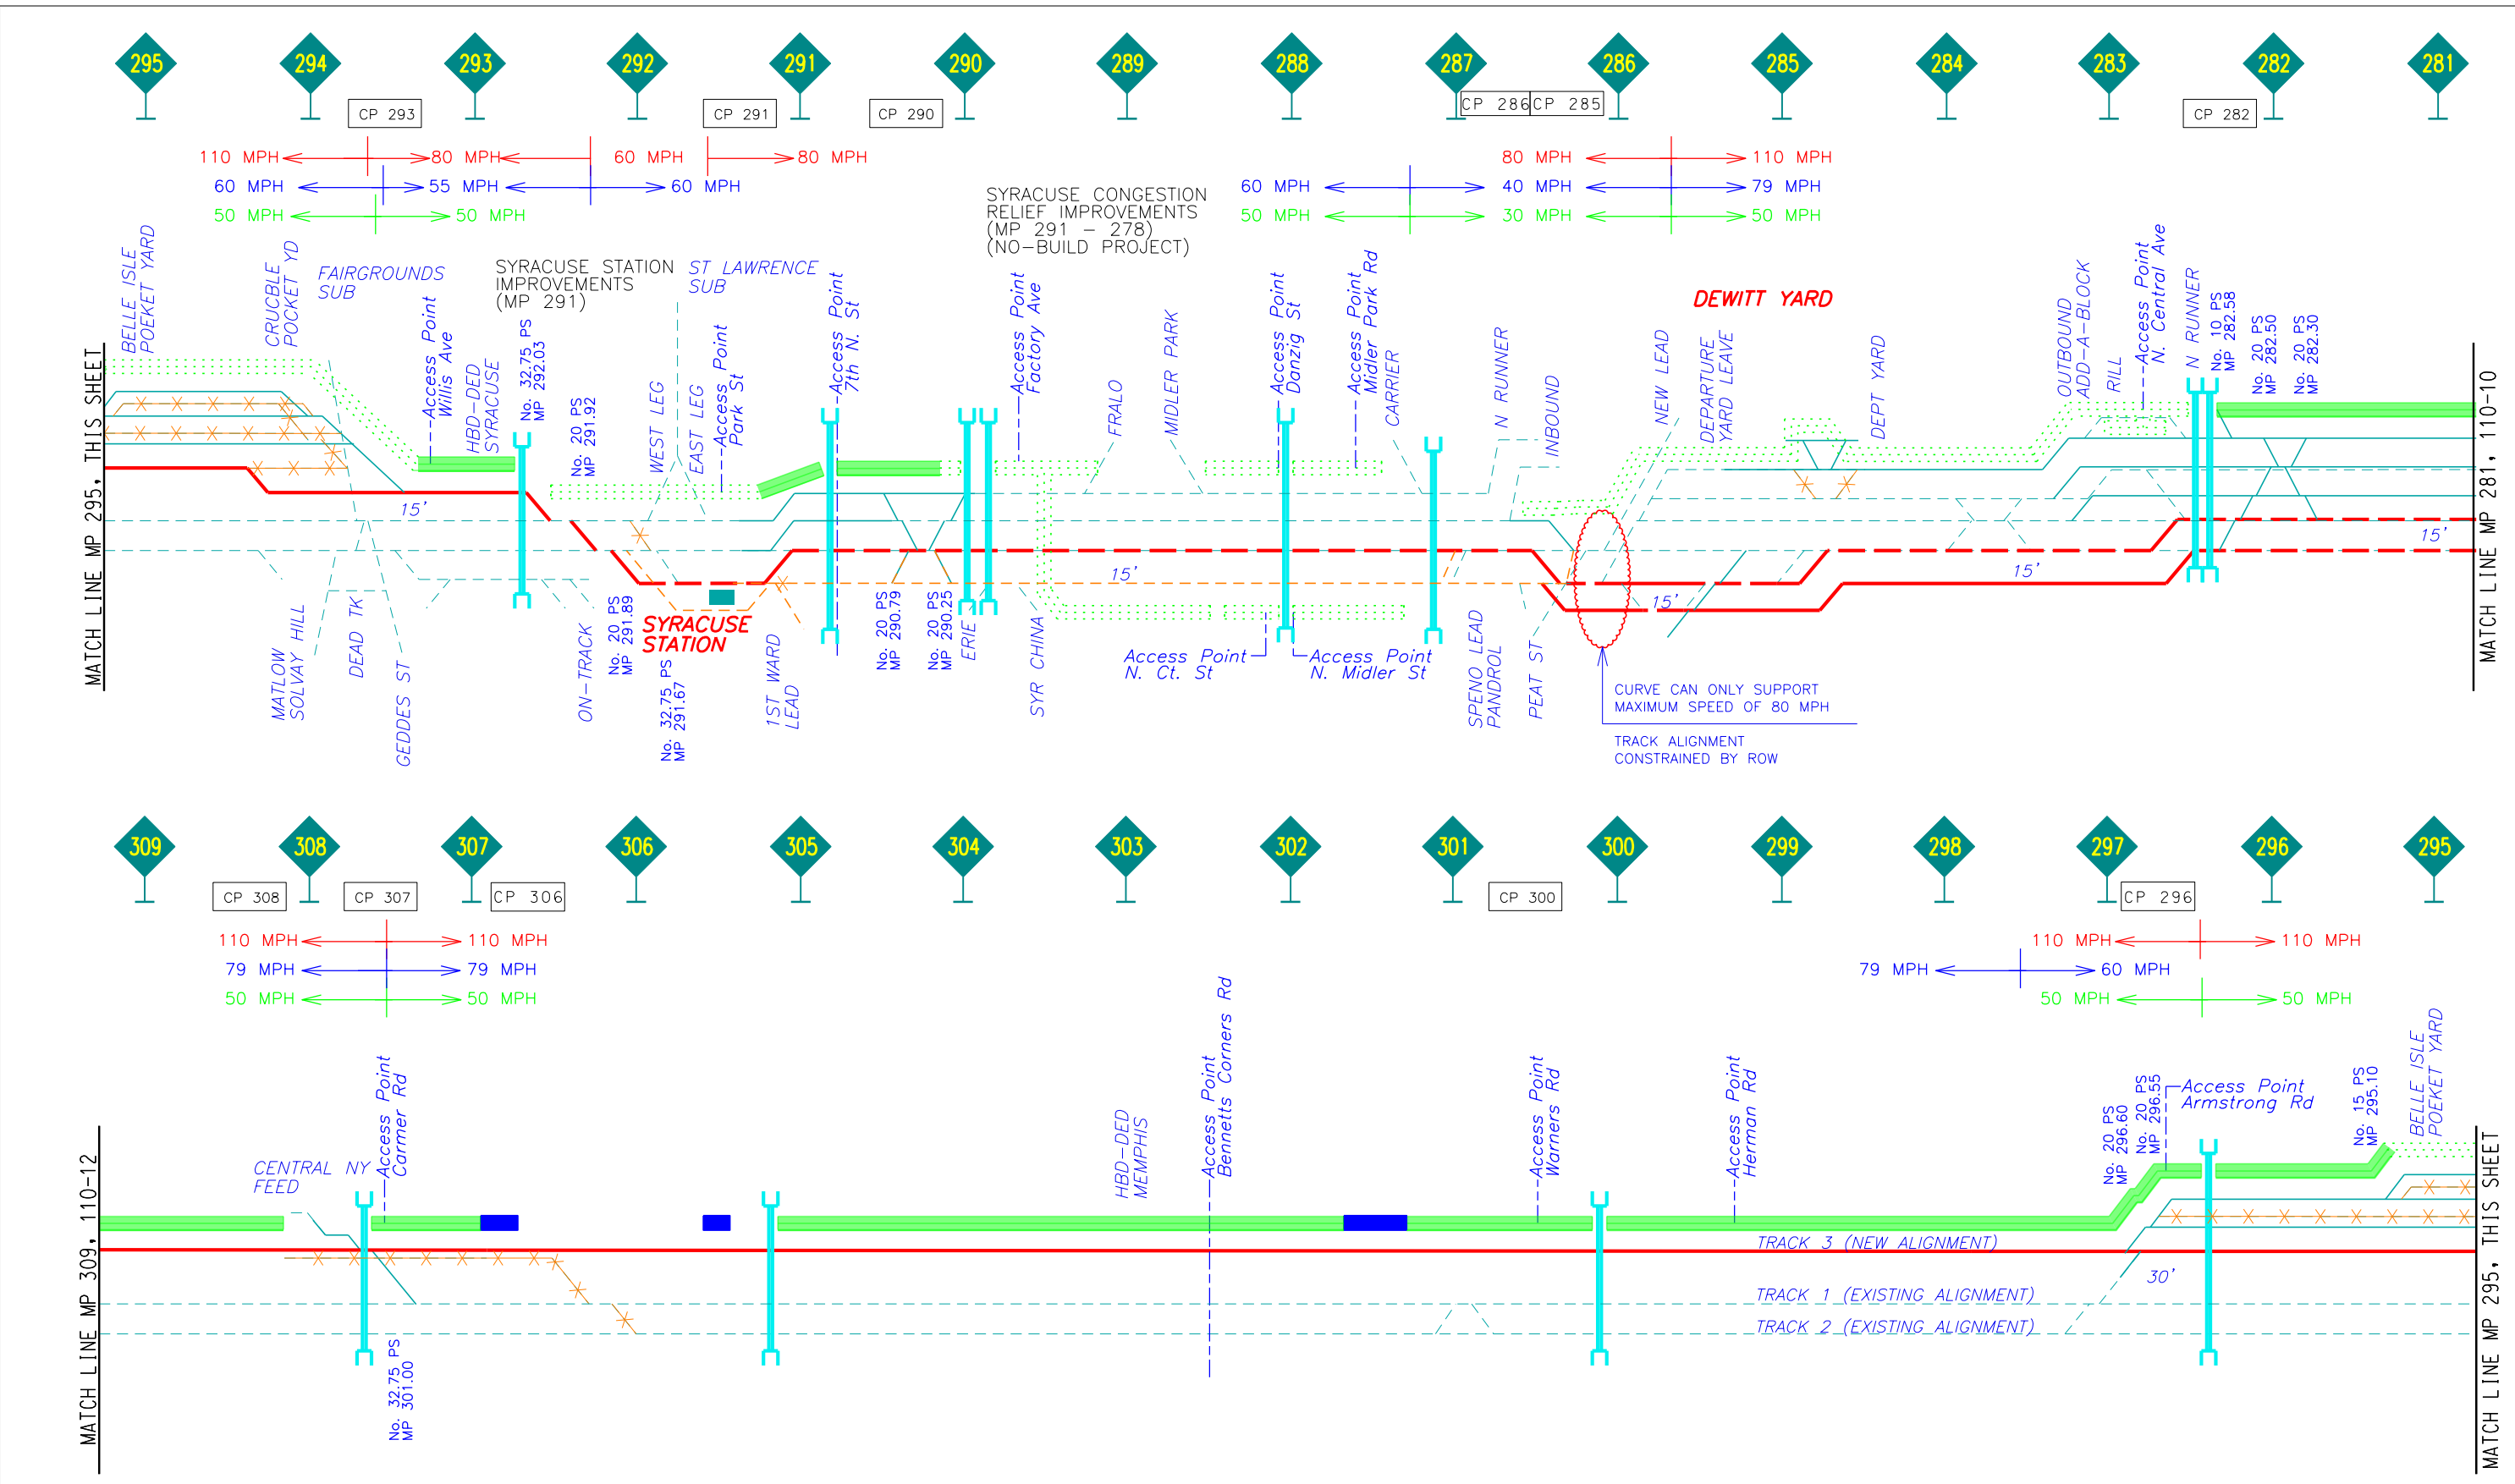 295 294 293 292 291 290 289 288 287 286 285 284 283 282 281
CP 293
CP 291
CP 290
CP 286
CP 285
CP 282
110 MPH 80 MPH 60 MPH 80 MPH
60 MPH 55 MPH 60 MPH
50 MPH 50 MPH
80 MPH 110 MPH
60 MPH 40 MPH 79 MPH
50 MPH 30 MPH 50 MPH
SYRACUSE CONGESTION
RELIEF IMPROVEMENTS
(MP 291 - 278)
(NO-BUILD PROJECT)
MATCH LINE MP 295, THIS SHEET
BELLE ISLE
POEKET YARD
CRUCBLE
POCKET YD
FAIRGROUNDS
SUB
Access Point
Willis Ave
HBD-DED
SYRACUSE
SYRACUSE STATION
IMPROVEMENTS
(MP 291)
No. 32.75 PS
MP 292.03
No. 20 PS
MP 291.92
ST LAWRENCE
SUB
WEST LEG
EAST LEG
Access Point
Park St
Access Point
7th N. St
Access Point
Factory Ave
FRALO
MIDLER PARK
Access Point
Danzig St
Access Point
Midler Park Rd
CARRIER
N RUNNER
INBOUND
NEW LEAD
DEWITT YARD
DEPARTURE
YARD LEAVE
DEPT YARD
OUTBOUND
ADD-A-BLOCK
RILL
Access Point
N. Central Ave
N RUNNER
No. 10 PS
MP 282.58
No. 20 PS
MP 282.50
No. 20 PS
MP 282.30
MATCH LINE MP 281, 110-10
15'
15'
15'
15'
15'
MATLOW
SOLVAY HILL
DEAD TK
GEDDES ST
ON-TRACK
No. 20 PS
MP 291.89
SYRACUSE
STATION
No. 32.75 PS
MP 291.67
1ST WARD
LEAD
No. 20 PS
MP 290.79
No. 20 PS
MP 290.25
ERIE
SYR CHINA
Access Point
N. Ct. St
Access Point
N. Midler St
SPENO LEAD
PANDROL
PEAT ST
CURVE CAN ONLY SUPPORT
MAXIMUM SPEED OF 80 MPH
TRACK ALIGNMENT
CONSTRAINED BY ROW
309 308 307 306 305 304 303 302 301 300 299 298 297 296 295
CP 308
CP 307
CP 306
CP 300
CP 296
110 MPH 110 MPH
79 MPH 79 MPH
50 MPH 50 MPH
110 MPH 110 MPH
79 MPH 60 MPH
50 MPH 50 MPH
MATCH LINE MP 309, 110-12
CENTRAL NY
FEED
Access Point
Carmer Rd
HBD-DED
MEMPHIS
Access Point
Bennetts Corners Rd
Access Point
Warners Rd
Access Point
Herman Rd
No. 20 PS
MP 296.60
No. 20 PS
MP 296.55
Access Point
Armstrong Rd
No. 15 PS
MP 295.10
BELLE ISLE
POEKET YARD
TRACK 3 (NEW ALIGNMENT)
30'
TRACK 1 (EXISTING ALIGNMENT)
TRACK 2 (EXISTING ALIGNMENT)
No. 32.75 PS
MP 301.00
MATCH LINE MP 295, THIS SHEET